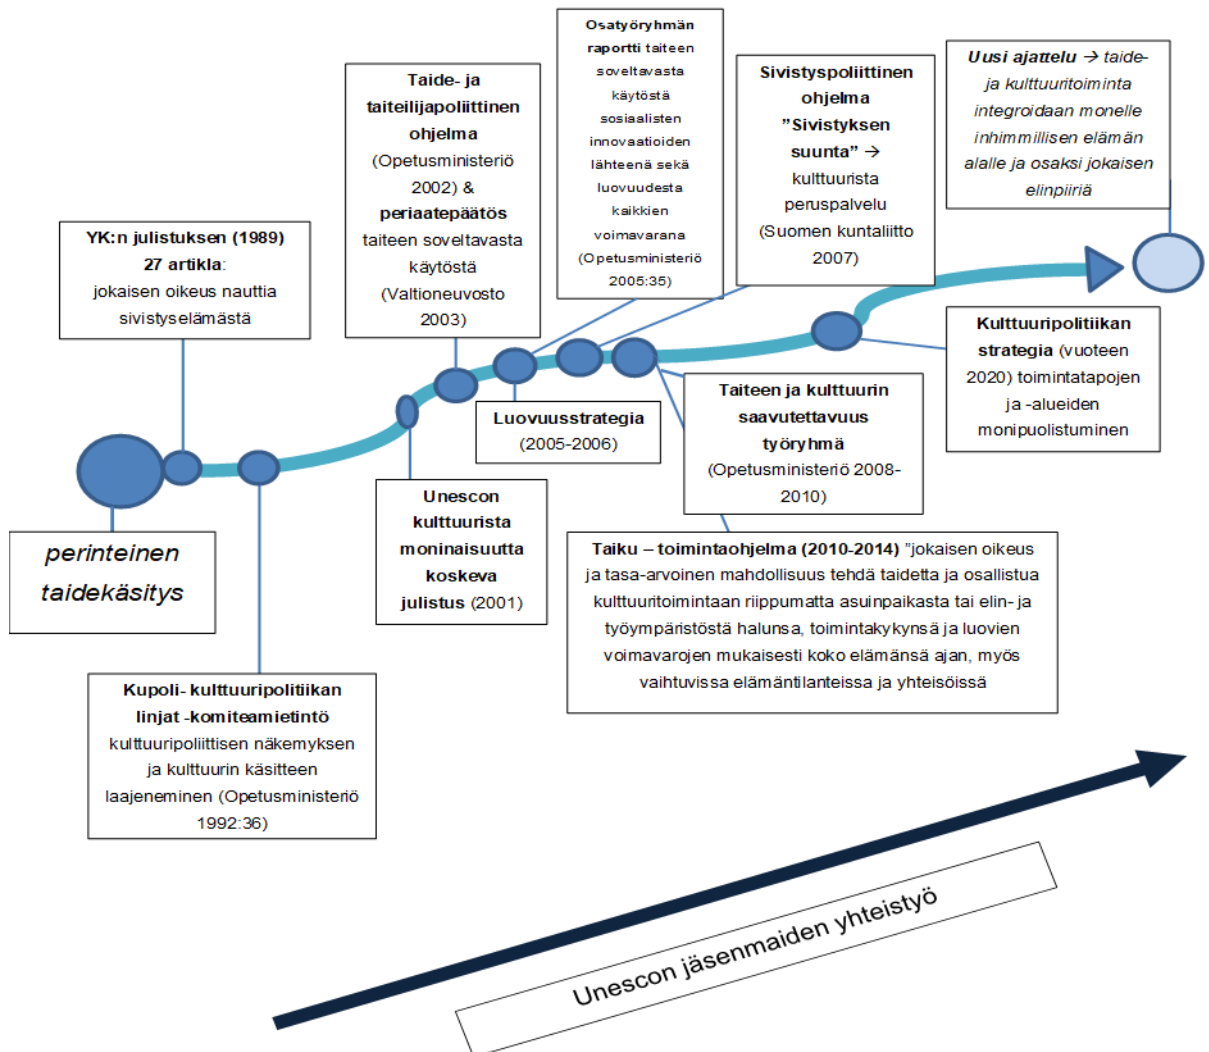 Osatyöryhmän
raportti taiteen
soveltavasta
käytöstä
sosiaalisten
innovaatioiden
lähteenä sekä
luovuudesta
kaikkien
voimavarana
(Opetusministeriö
2005:35)
Taide- ja
taiteilijapoliittinen
ohjelma
(Opetusministeriö
2002) &
periaatepäätös
taiteen soveltavasta
käytöstä
(Valtioneuvosto
2003)
Sivistyspoliittinen
ohjelma
”Sivistyksen
suunta” →
kulttuurista
peruspalvelu
(Suomen kuntaliitto
2007)
Uusi ajattelu → taide-
ja kulttuuritoiminta
integroidaan monelle
inhimmillisen elämän
alalle ja osaksi jokaisen
elinpiiriä
YK:n julistuksen (1989)
27 artikla:
jokaisen oikeus nauttia
sivistyselämästä
Kulttuuripolitiikan
strategia (vuoteen
2020) toimintatapojen
ja -alueiden
monipuolistuminen
Luovuusstrategia
(2005-2006)
Taiteen ja kulttuurin
saavutettavuus
työryhmä
(Opetusministeriö 2008-
2010)
Unescon
kulttuurista
moninaisuutta
koskeva
julistus (2001)
perinteinen
taidekäsitys
Taiku – toimintaohjelma (2010-2014) ”jokaisen oikeus
ja tasa-arvoinen mahdollisuus tehdä taidetta ja osallistua
kulttuuritoimintaan riippumatta asuinpaikasta tai elin- ja
työympäristöstä halunsa, toimintakykynsä ja luovien
voimavarojen mukaisesti koko elämänsä ajan, myös
vaihtuvissa elämäntilanteissa ja yhteisöissä
Kupoli- kulttuuripolitiikan
linjat -komiteamietintö
kulttuuripoliittisen näkemyksen
ja kulttuurin käsitteen
laajeneminen (Opetusministeriö
1992:36)
Unescon jäsenmaiden yhteistyö